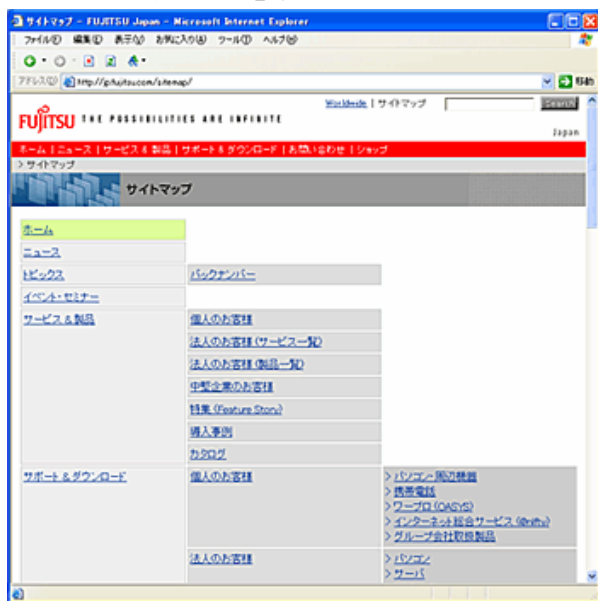 サイトマップ - FUJITSU Japan - Microsoft Internet Explorer
ファイル(F) 編集(E) 表示(V) お気に入り(A) ツール(T) ヘルプ(H)
アドレス(D) http://jp.fujitsu.com/sitemap/ 移動
Worldwide | サイトマップ Search
FUJITSU THE POSSIBILITIES ARE INFINITE
Japan
ホーム | ニュース | サービス & 製品 | サポート & ダウンロード | お問い合わせ | ショップ
> サイトマップ
サイトマップ
ホーム
ニュース
トピックス バックナンバー
イベント・セミナー
サービス & 製品 個人のお客様
法人のお客様 (サービス一覧)
法人のお客様 (製品一覧)
中堅企業のお客様
特集 (Feature Story)
導入事例
カタログ
サポート & ダウンロード 個人のお客様 > パソコン・周辺機器
> 携帯電話
> ワープロ (OASYS)
> インターネット総合サービス (@nifty)
> グループ会社取扱製品
法人のお客様 > パソコン
> サーバ